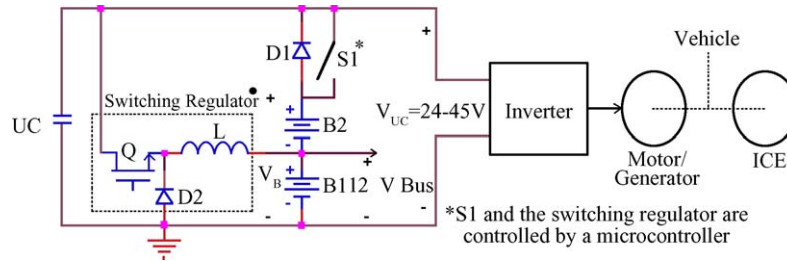 D1
S1*
+
Switching Regulator
+
+
UC
Q
L
B2
-
V_UC=24-45V
Inverter
Vehicle
V_B
+
+
D2
B112
V Bus
-
-
-
-
Motor/
Generator
ICE
*S1 and the switching regulator are
controlled by a microcontroller